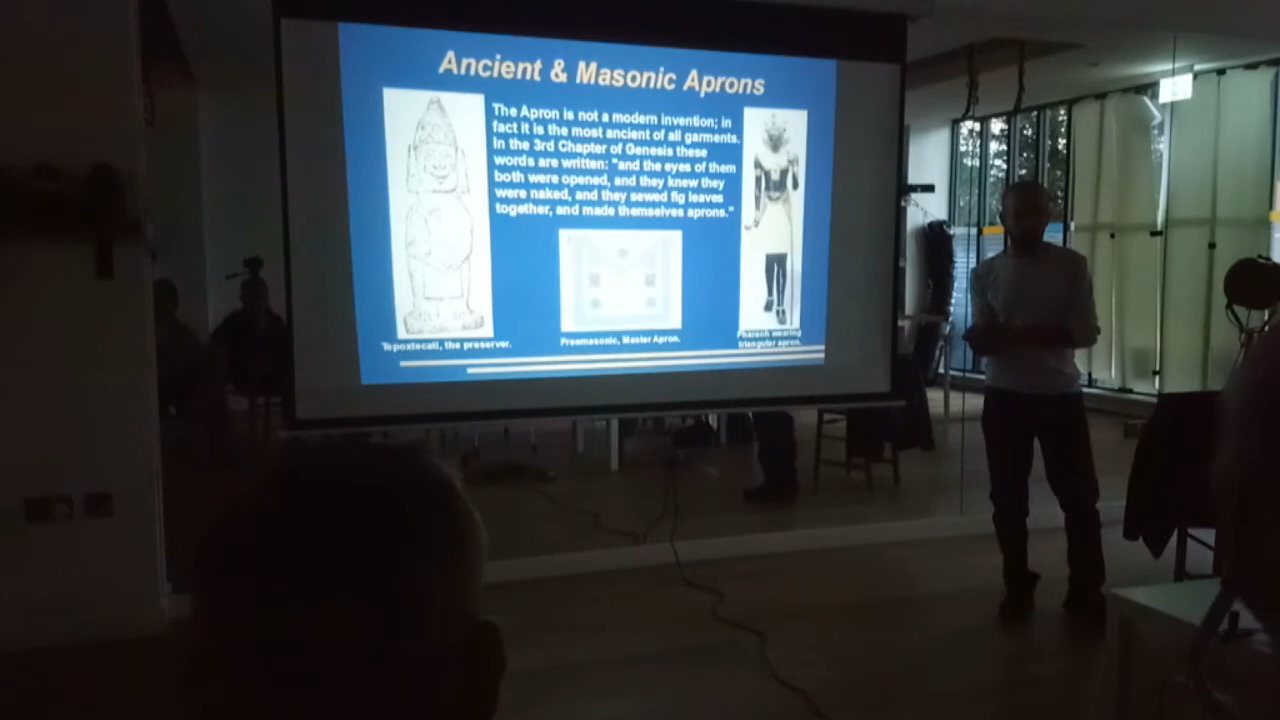 Ancient & Masonic Aprons
The Apron is not a modern invention; in
fact it is the most ancient of all garments.
In the 3rd Chapter of Genesis these
words are written: "and the eyes of them
both were opened, and they knew they
were naked, and they sewed fig leaves
together, and made themselves aprons."
Tepoxtecatl, the preserver.
Freemasonic, Master Apron.
Pharaoh wearing
triangular apron.